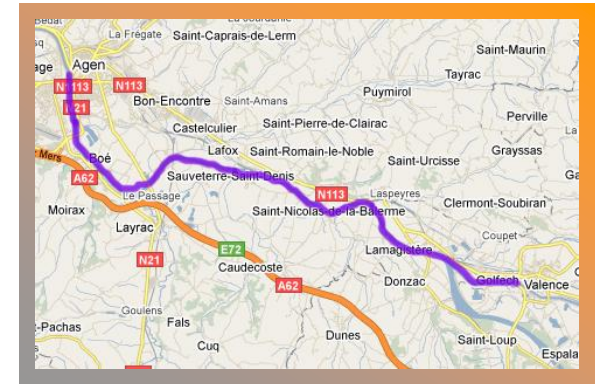 Bédat
La Frégate
Saint-Caprais-de-Lerm
Saint-Maurin
Agen
Tayrac
N113
N113
Puymirol
N21
Bon-Encontre
Saint-Amans
Perville
Castelculier
Saint-Pierre-de-Clairac
Lafox
Saint-Romain-le-Noble
Grayssas
Mers
Boé
Saint-Urcisse
A62
Sauveterre-Saint-Denis
Le Passage
N113
Laspeyres
Clermont-Soubiran
Moirax
Saint-Nicolas-de-la-Balerme
Layrac
Coupet
E72
Lamagistère
N21
Caudecoste
A62
Donzac
Golfech
Valence
Goulens
-Pachas
Fals
Dunes
Saint-Loup
Cuq
Espala